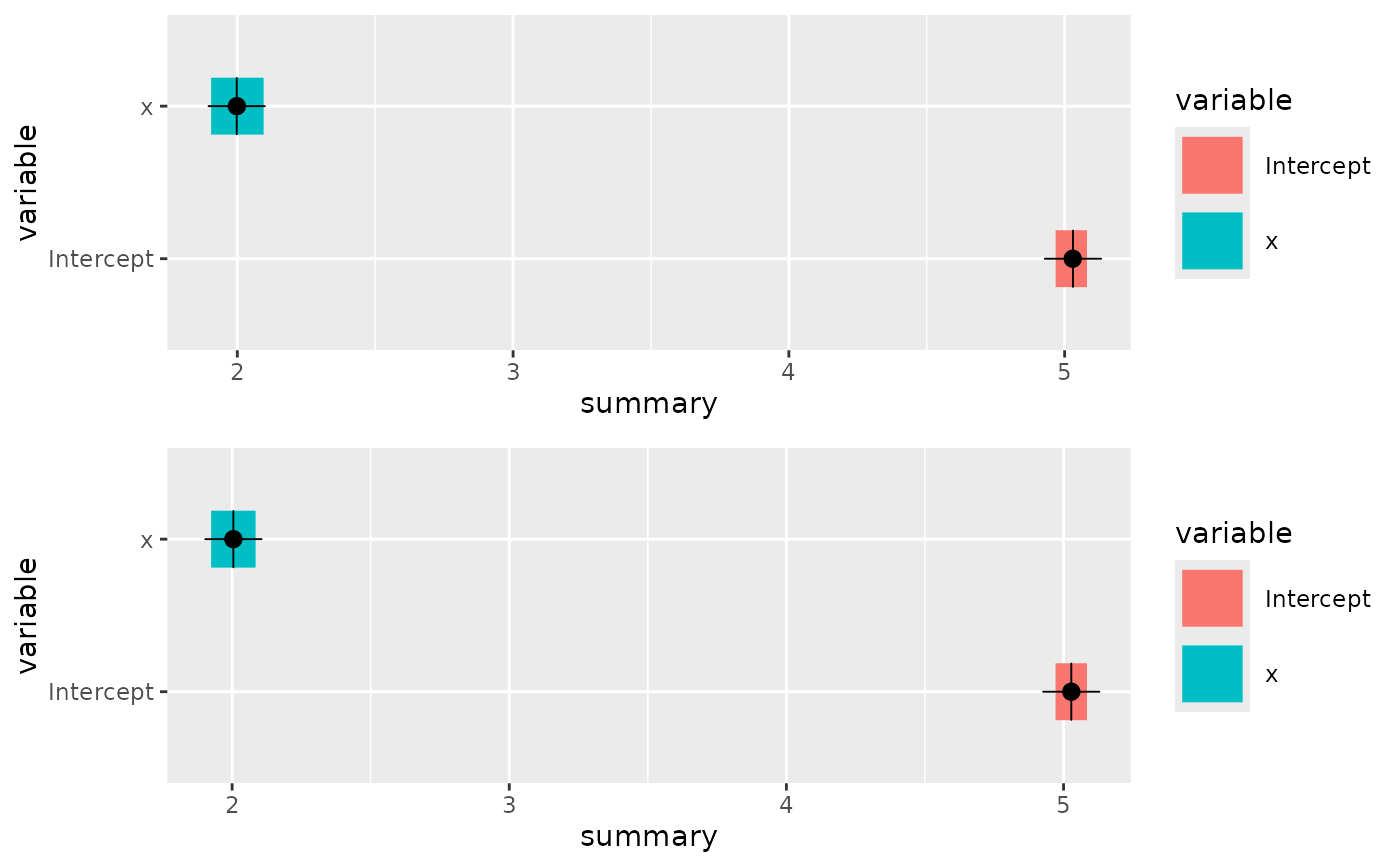 variable
x
Intercept
2 3 4 5
summary
variable
Intercept
x
variable
x
Intercept
2 3 4 5
summary
variable
Intercept
x